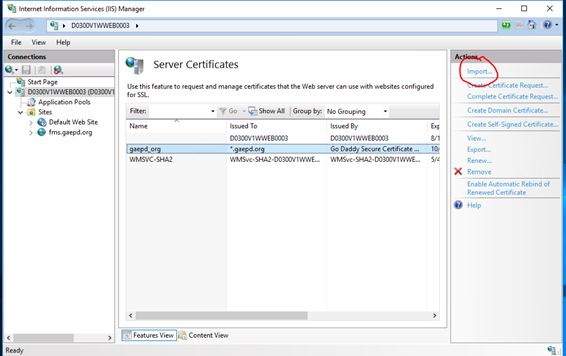 Internet Information Services (IIS) Manager
D0300V1WWEB0003
File View Help
Connections
Start Page
D0300V1WWEB0003 (D0300V1
Application Pools
Sites
Default Web Site
fms.gaepd.org
Server Certificates
Use this feature to request and manage certificates that the Web server can use with websites configured
for SSL.
Filter: Go Show All Group by: No Grouping
Name Issued To Issued By Exp
D0300V1WWEB0003 D0300V1WWEB0003 8/1
gaepd_org *.gaepd.org Go Daddy Secure Certificate ... 10/
WMSVC-SHA2 WMSvc-SHA2-D0300V1WWE... WMSvc-SHA2-D0300V1WWE... 5/4
Features View Content View
Actions
Import...
Create Certificate Request...
Complete Certificate Request...
Create Domain Certificate...
Create Self-Signed Certificate...
View...
Export...
Renew...
Remove
Enable Automatic Rebind of
Renewed Certificate
Help
Ready